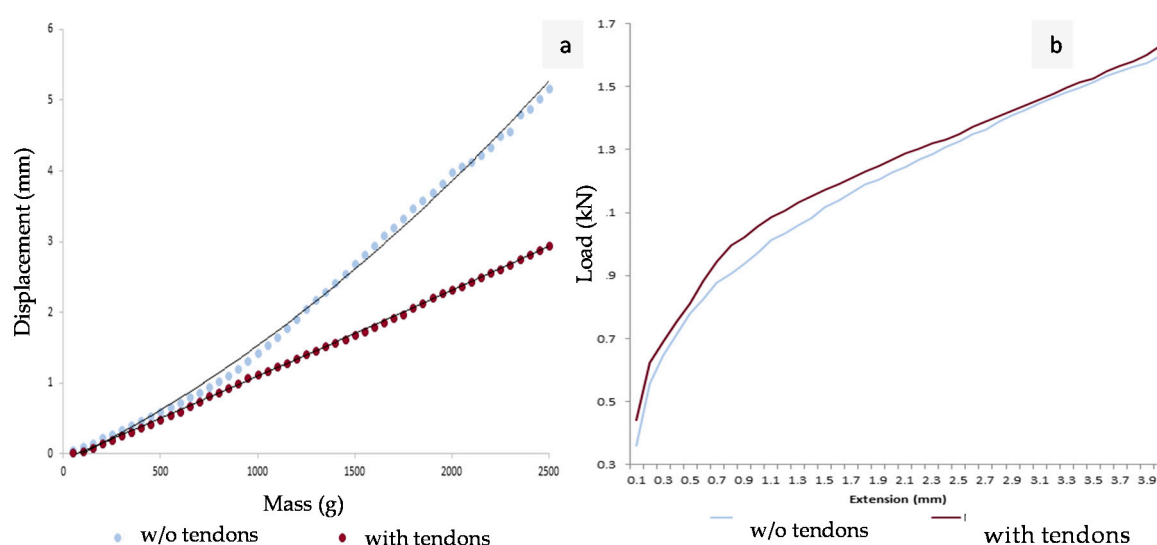 a
6
5
4
3
2
1
0
Displacement (mm)
0 500 1000 1500 2000 2500
Mass (g)
w/o tendons with tendons
b
1.7
1.5
1.3
.1
0.9
0.7
0.5
0.3
Load (kN)
0.1 0.3 0.5 0.7 0.9 1.1 1.3 1.5 1.7 1.9 2.1 2.3 2.5 2.7 2.9 3.1 3.3 3.5 3.7 3.9
Extension (mm)
w/o tendons with tendons